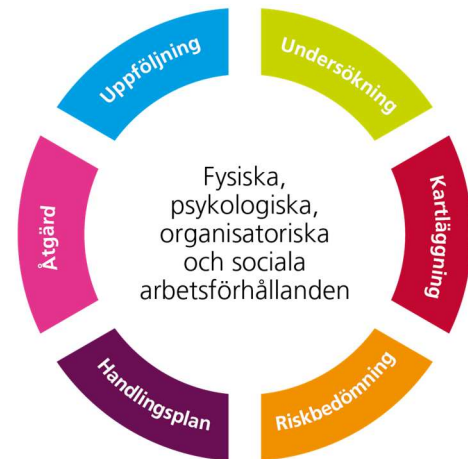 Uppföljning
Undersökning
Kartläggning
Riskbedömning
Handlingsplan
Åtgärd
Fysiska,
psykologiska,
organisatoriska
och sociala
arbetsförhållanden